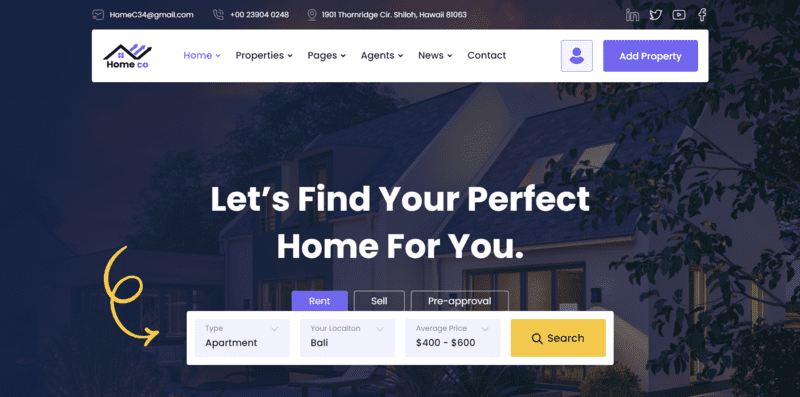 HomeC34@gmail.com +00 23904 0248 1901 Thornridge Cir. Shiloh, Hawaii 81063
Home co
Home Properties Pages Agents News Contact
Add Property
Let's Find Your Perfect
Home For You.
Rent Sell Pre-approval
Type Your Locaiton Average Price
Apartment Bali $400 - $600
Search